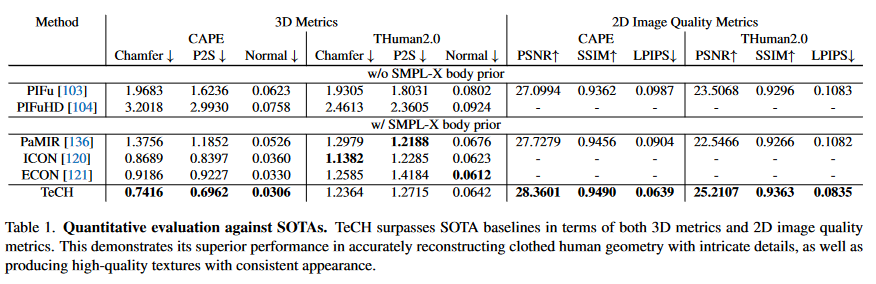 Method 3D Metrics 2D Image Quality Metrics
CAPE THuman2.0 CAPE THuman2.0
Chamfer ↓ P2S ↓ Normal ↓ Chamfer ↓ P2S ↓ Normal ↓ PSNR↑ SSIM↑ LPIPS↓ PSNR↑ SSIM↑ LPIPS↓
w/o SMPL-X body prior
PIFu [103] 1.9683 1.6236 0.0623 1.9305 1.8031 0.0802 27.0994 0.9362 0.0987 23.5068 0.9296 0.1083
PIFuHD [104] 3.2018 2.9930 0.0758 2.4613 2.3605 0.0924 - - - - - -
w/ SMPL-X body prior
PaMIR [136] 1.3756 1.1852 0.0526 1.2979 1.2188 0.0676 27.7279 0.9456 0.0904 22.5466 0.9266 0.1082
ICON [120] 0.8689 0.8397 0.0360 1.1382 1.2285 0.0623 - - - - - -
ECON [121] 0.9186 0.9227 0.0330 1.2585 1.4184 0.0612 - - - - - -
TeCH 0.7416 0.6962 0.0306 1.2364 1.2715 0.0642 28.3601 0.9490 0.0639 25.2107 0.9363 0.0835
Table 1. Quantitative evaluation against SOTAs. TeCH surpasses SOTA baselines in terms of both 3D metrics and 2D image quality
metrics. This demonstrates its superior performance in accurately reconstructing clothed human geometry with intricate details, as well as
producing high-quality textures with consistent appearance.